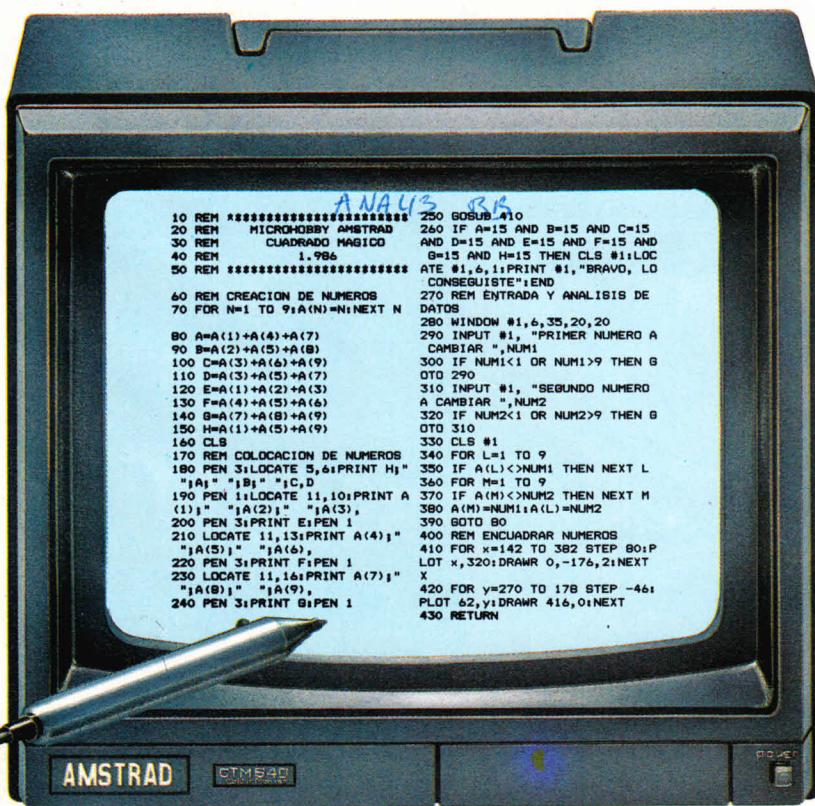 ANALIS BB
10 REM ************************
20 REM MICROHOBBY AMSTRAD
30 REM CUADRADO MAGICO
40 REM 1.986
50 REM ************************
60 REM CREACION DE NUMEROS
70 FOR N=1 TO 9:A(N)=N:NEXT N
80 A=A(1)+A(4)+A(7)
90 B=A(2)+A(5)+A(8)
100 C=A(3)+A(6)+A(9)
110 D=A(3)+A(5)+A(7)
120 E=A(1)+A(2)+A(3)
130 F=A(4)+A(5)+A(6)
140 G=A(7)+A(8)+A(9)
150 H=A(1)+A(5)+A(9)
160 CLS
170 REM COLOCACION DE NUMEROS
180 PEN 3:LOCATE 5,6:PRINT H;"
";A;" ";B;" ";C,D
190 PEN 1:LOCATE 11,10:PRINT A
(1);" ";A(2);" ";A(3),
200 PEN 3:PRINT E:PEN 1
210 LOCATE 11,13:PRINT A(4);"
";A(5);" ";A(6),
220 PEN 3:PRINT F:PEN 1
230 LOCATE 11,16:PRINT A(7);"
";A(8);" ";A(9),
240 PEN 3:PRINT G:PEN 1
250 GOSUB 410
260 IF A=15 AND B=15 AND C=15
AND D=15 AND E=15 AND F=15 AND
G=15 AND H=15 THEN CLS #1:LOC
ATE #1,6,1:PRINT #1,"BRAVO, LO
CONSEGUISTE":END
270 REM ENTRADA Y ANALISIS DE
DATOS
280 WINDOW #1,6,35,20,20
290 INPUT #1, "PRIMER NUMERO A
CAMBIAR ",NUM1
300 IF NUM1<1 OR NUM1>9 THEN G
OTO 290
310 INPUT #1, "SEGUNDO NUMERO
A CAMBIAR ",NUM2
320 IF NUM2<1 OR NUM2>9 THEN G
OTO 310
330 CLS #1
340 FOR L=1 TO 9
350 IF A(L)<>NUM1 THEN NEXT L
360 FOR M=1 TO 9
370 IF A(M)<>NUM2 THEN NEXT M
380 A(M)=NUM1:A(L)=NUM2
390 GOTO 80
400 REM ENCUADRAR NUMEROS
410 FOR x=142 TO 382 STEP 80:P
LOT x,320:DRAWR 0,-176,2:NEXT
X
420 FOR y=270 TO 178 STEP -46:
PLOT 62,y:DRAWR 416,0:NEXT
430 RETURN
AMSTRAD
CTM640
POWER